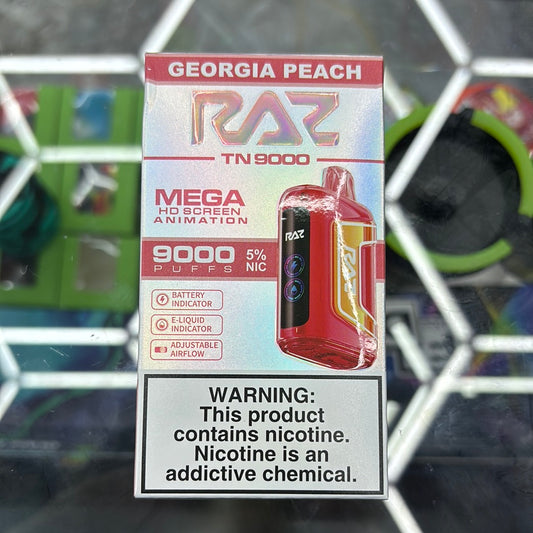 GEORGIA PEACH
RAZ
TN 9000
MEGA
HD SCREEN
ANIMATION
9000
PUFFS
5%
NIC
BATTERY
INDICATOR
E-LIQUID
INDICATOR
ADJUSTABLE
AIRFLOW
RAZ
RAZ
WARNING:
This product
contains nicotine.
Nicotine is an
addictive chemical.